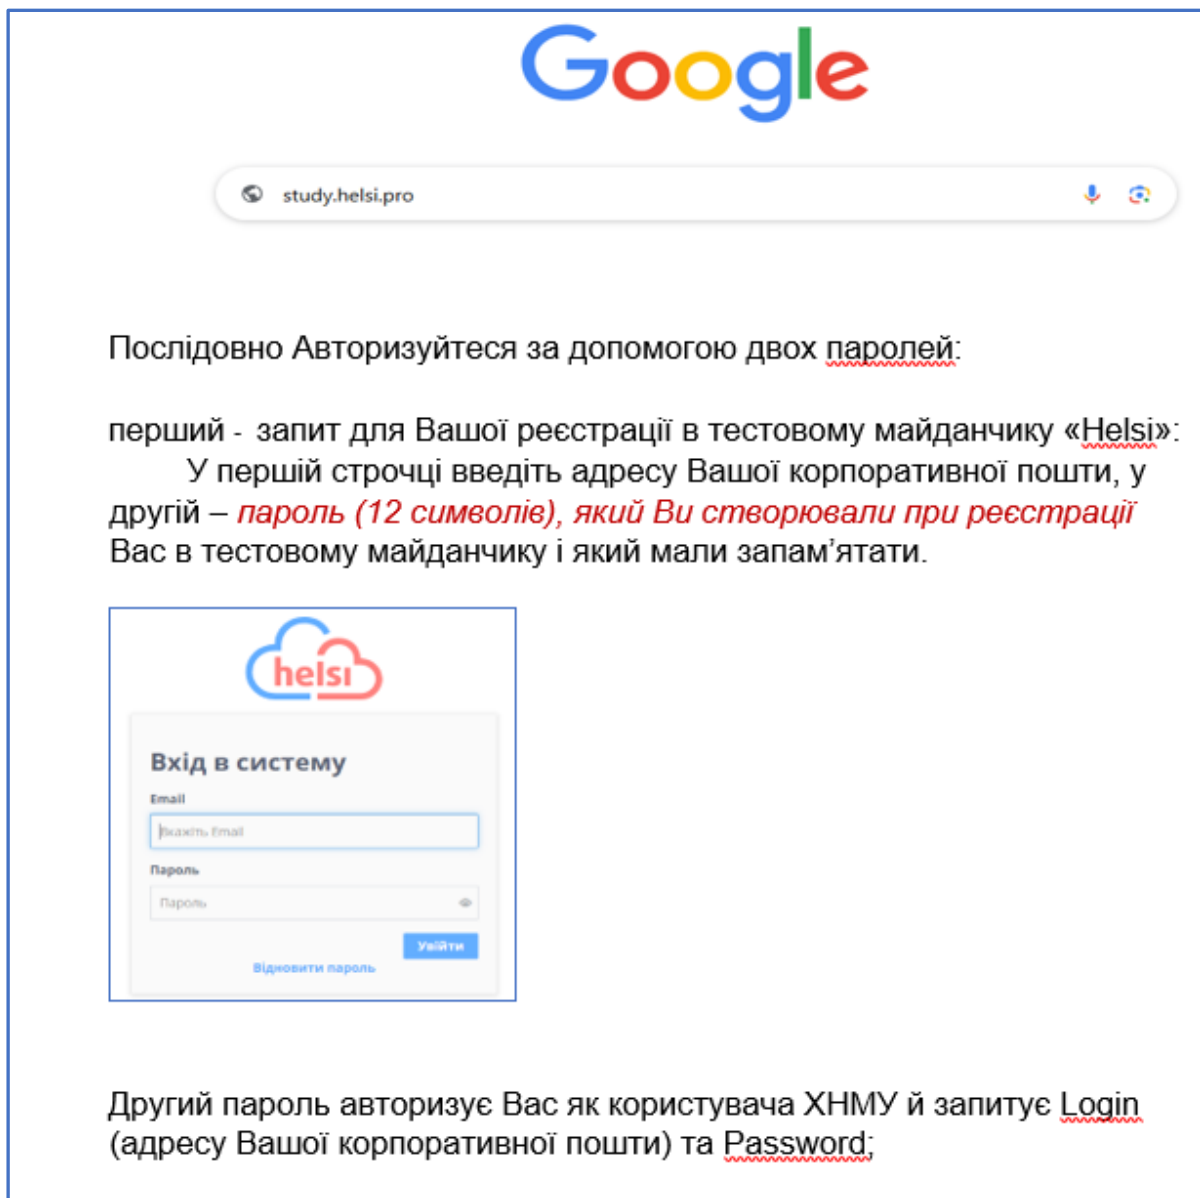 Google
study.helsi.pro
Послідовно Авторизуйтеся за допомогою двох паролей:
перший - запит для Вашої реєстрації в тестовому майданчику «Helsi»:
У першій строчці введіть адресу Вашої корпоративної пошти, у
другій – пароль (12 символів), який Ви створювали при реєстрації
Вас в тестовому майданчику і який мали запам’ятати.
helsi
Вхід в систему
Email
Вкажіть Email
Пароль
Пароль
Увійти
Відновити пароль
Другий пароль авторизує Вас як користувача ХНМУ й запитує Login
(адресу Вашої корпоративної пошти) та Password;